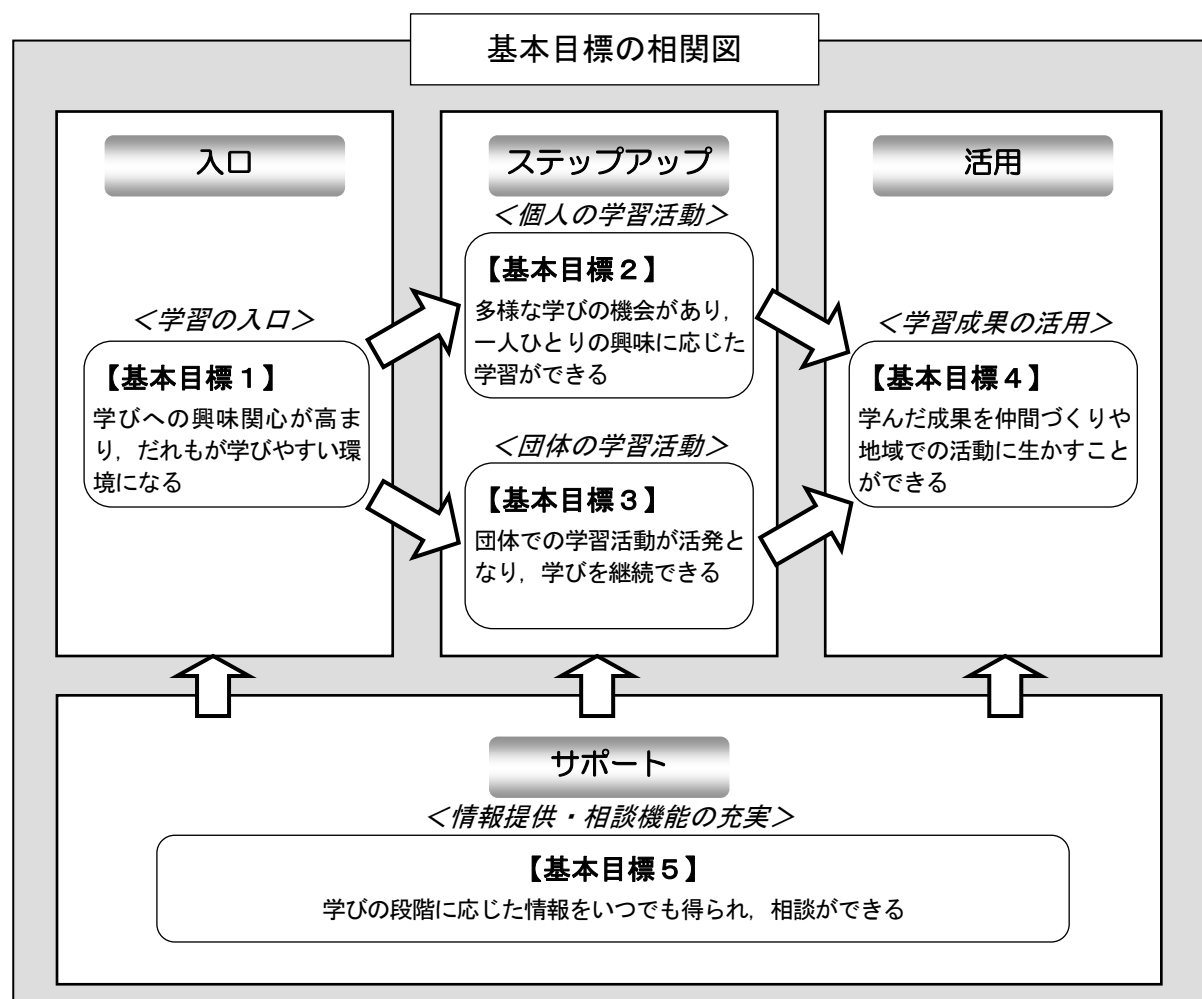 基本目標の相関図
入口
＜学習の入口＞
【基本目標１】
学びへの興味関心が高ま
り，だれもが学びやすい環
境になる
ステップアップ
＜個人の学習活動＞
【基本目標２】
多様な学びの機会があり，
一人ひとりの興味に応じた
学習ができる
＜団体の学習活動＞
【基本目標３】
団体での学習活動が活発と
なり，学びを継続できる
活用
＜学習成果の活用＞
【基本目標４】
学んだ成果を仲間づくりや
地域での活動に生かすこと
ができる
サポート
＜情報提供・相談機能の充実＞
【基本目標５】
学びの段階に応じた情報をいつでも得られ，相談ができる